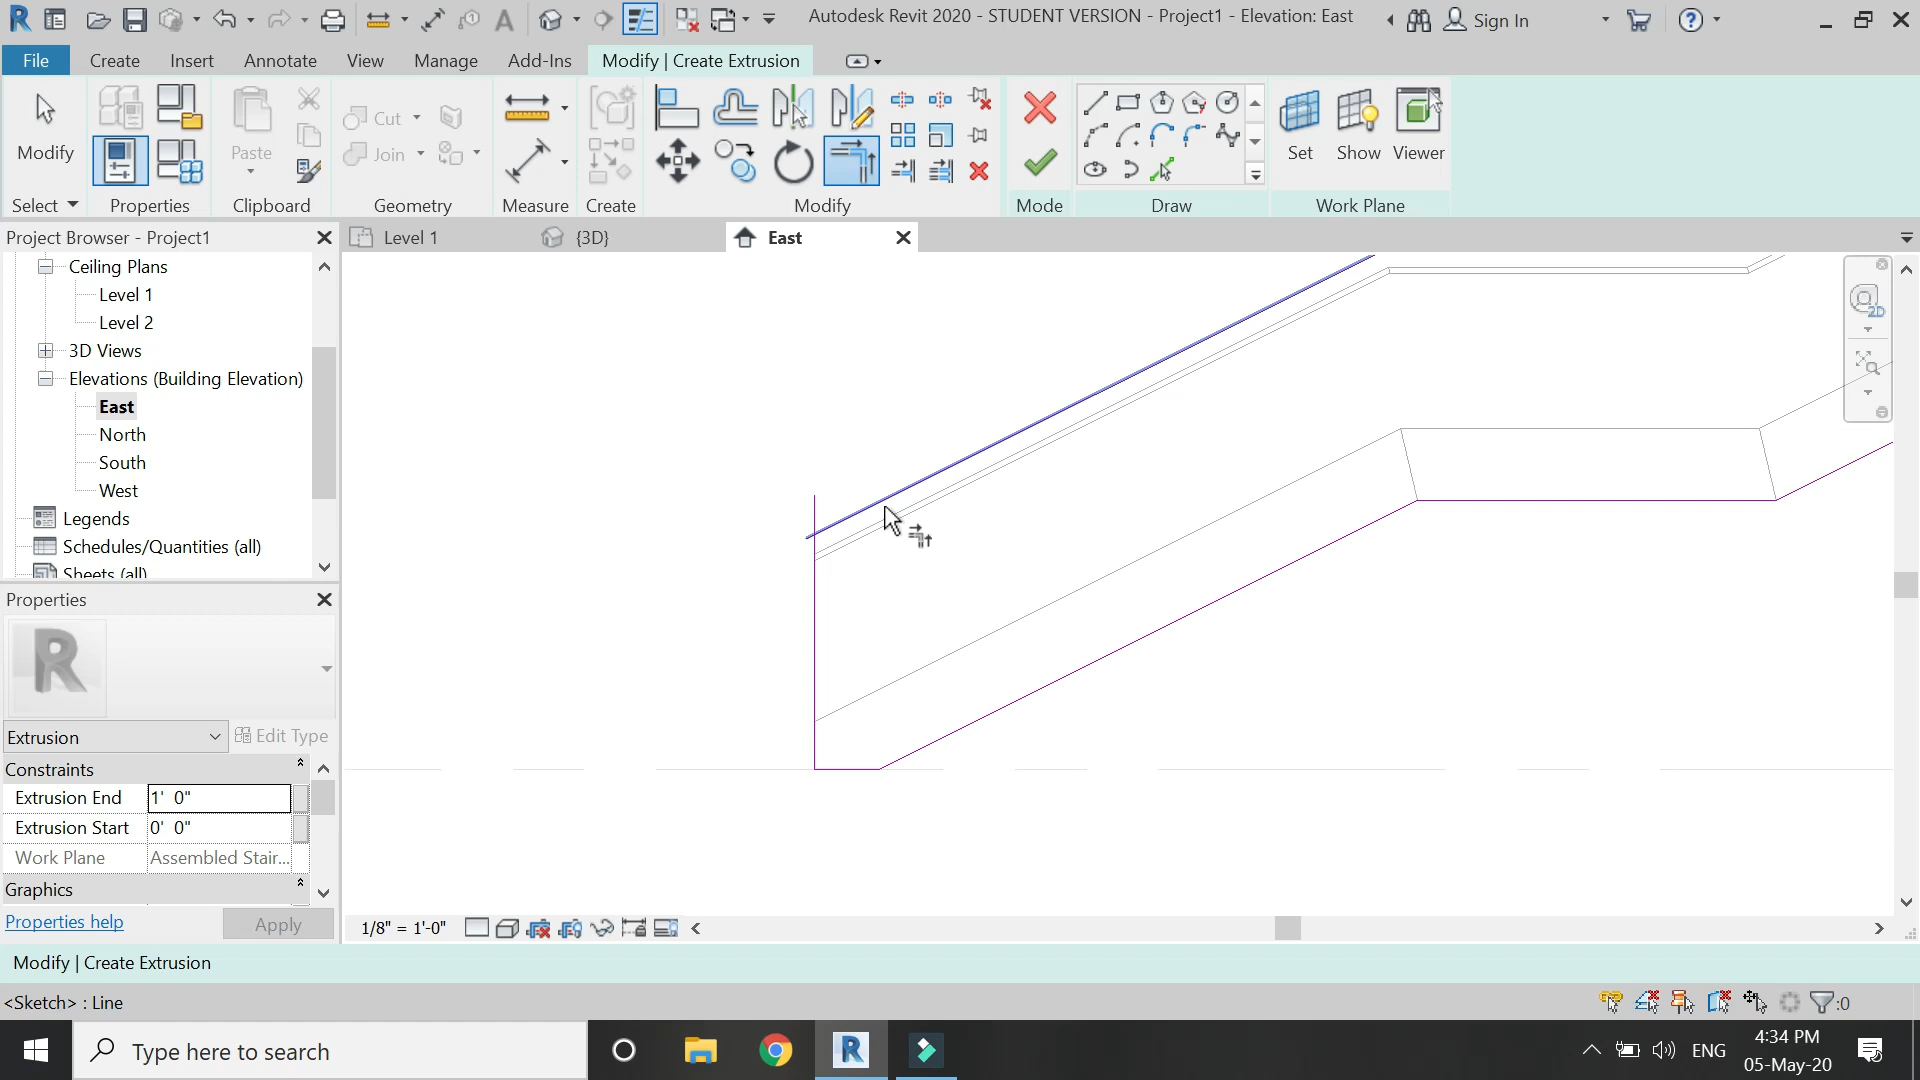 Autodesk Revit 2020 - STUDENT VERSION - Project1 - Elevation: East
Sign In
File
Create
Insert
Annotate
View
Manage
Add-Ins
Modify | Create Extrusion
Modify
Paste
Cut
Join
Set
Show
Viewer
Select
Properties
Clipboard
Geometry
Measure
Create
Modify
Mode
Draw
Work Plane
Project Browser - Project1
Level 1
{3D}
East
Ceiling Plans
Level 1
Level 2
3D Views
Elevations (Building Elevation)
East
North
South
West
Legends
Schedules/Quantities (all)
Sheets (all)
2D
Properties
R
Extrusion
Edit Type
Constraints
Extrusion End
1' 0"
Extrusion Start
0' 0"
Work Plane
Assembled Stair...
Graphics
Properties help
Apply
1/8" = 1'-0"
Modify | Create Extrusion
<Sketch> : Line
:0
Type here to search
ENG
4:34 PM
05-May-20